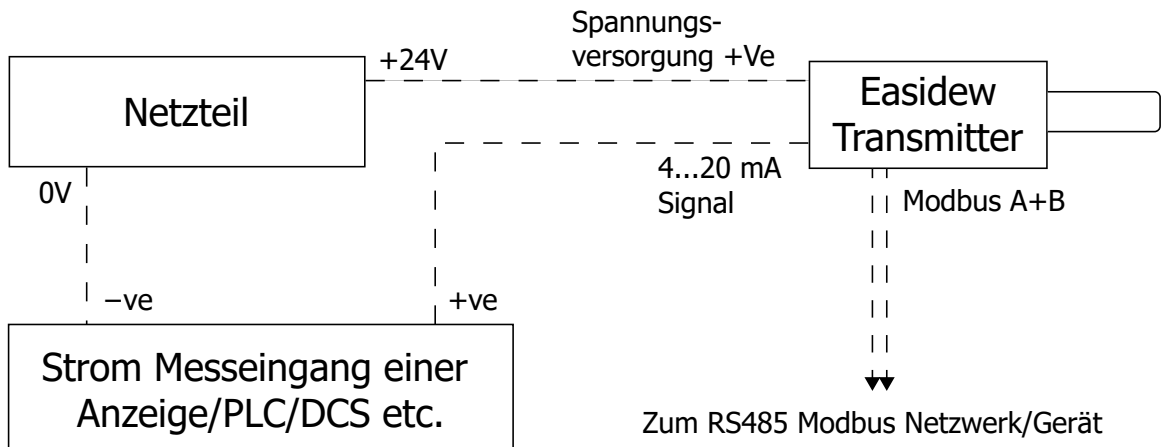 Spannungs-
versorgung +Ve
+24V
Netzteil
Easidew
Transmitter
0V
4...20 mA
Signal
Modbus A+B
−ve
+ve
Strom Messeingang einer
Anzeige/PLC/DCS etc.
Zum RS485 Modbus Netzwerk/Gerät